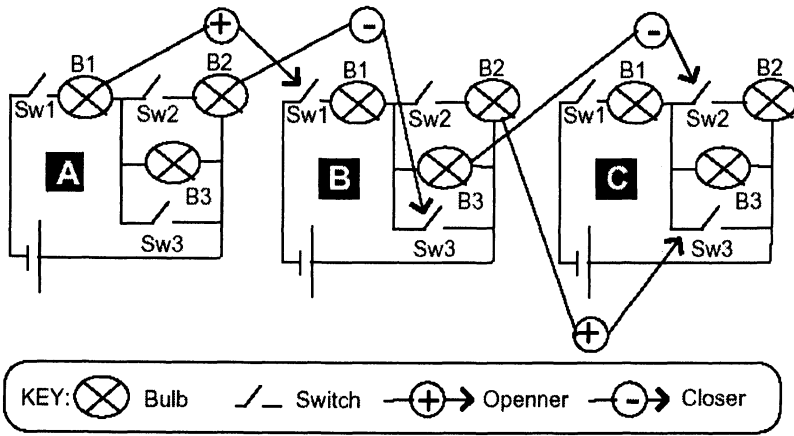 + - -
B1 B2 B1 B2 B1 B2
Sw1 Sw2 Sw1 Sw2 Sw1 Sw2
A B3 B B3 C B3
Sw3 Sw3 Sw3
+
KEY: Bulb Switch + Openner - Closer